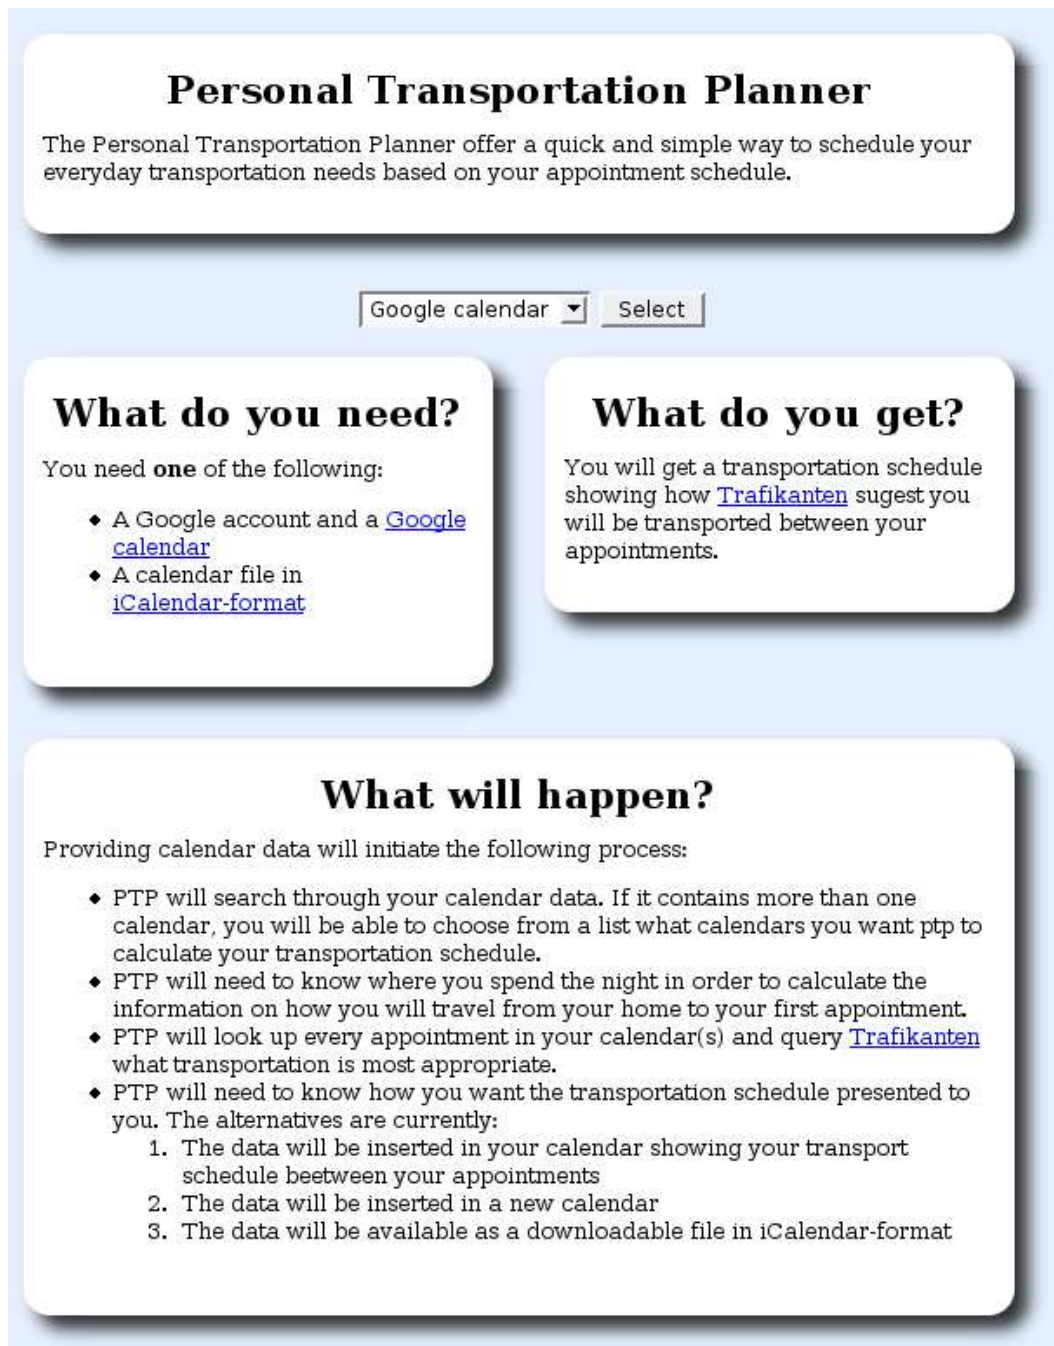 Personal Transportation Planner
The Personal Transportation Planner offer a quick and simple way to schedule your
everyday transportation needs based on your appointment schedule.
Google calendar Select
What do you need?
You need one of the following:
A Google account and a Google
calendar
A calendar file in
iCalendar-format
What do you get?
You will get a transportation schedule
showing how Trafikanten sugest you
will be transported between your
appointments.
What will happen?
Providing calendar data will initiate the following process:
PTP will search through your calendar data. If it contains more than one
calendar, you will be able to choose from a list what calendars you want ptp to
calculate your transportation schedule.
PTP will need to know where you spend the night in order to calculate the
information on how you will travel from your home to your first appointment.
PTP will look up every appointment in your calendar(s) and query Trafikanten
what transportation is most appropriate.
PTP will need to know how you want the transportation schedule presented to
you. The alternatives are currently:
1. The data will be inserted in your calendar showing your transport
schedule beetween your appointments
2. The data will be inserted in a new calendar
3. The data will be available as a downloadable file in iCalendar-format